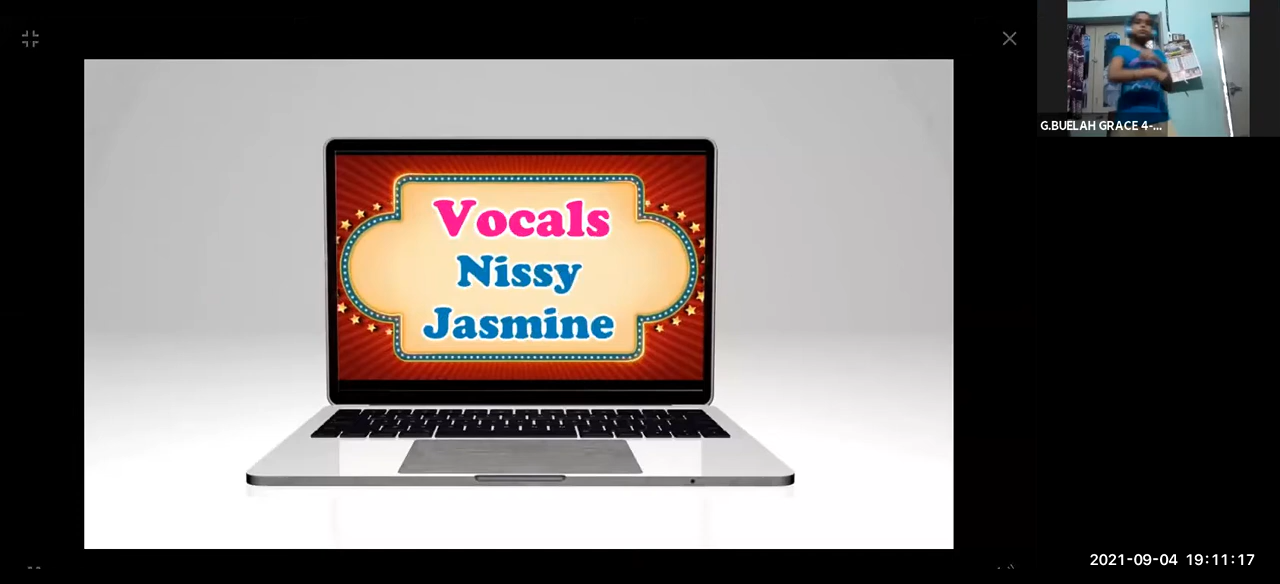 Vocals
Nissy
Jasmine
G.BUELAH GRACE 4-...
2021-09-04 19:11:17